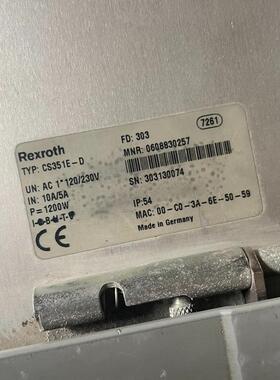 Rexroth
FD: 303
7261
TYP: CS351E-D
MNR: 0608830257
UN: AC 1*120/230V
IN: 10A/5A
SN: 303130074
P=1200W
IP:54
MAC: 00-C0-3A-6E-50-59
CE
Made in Germany